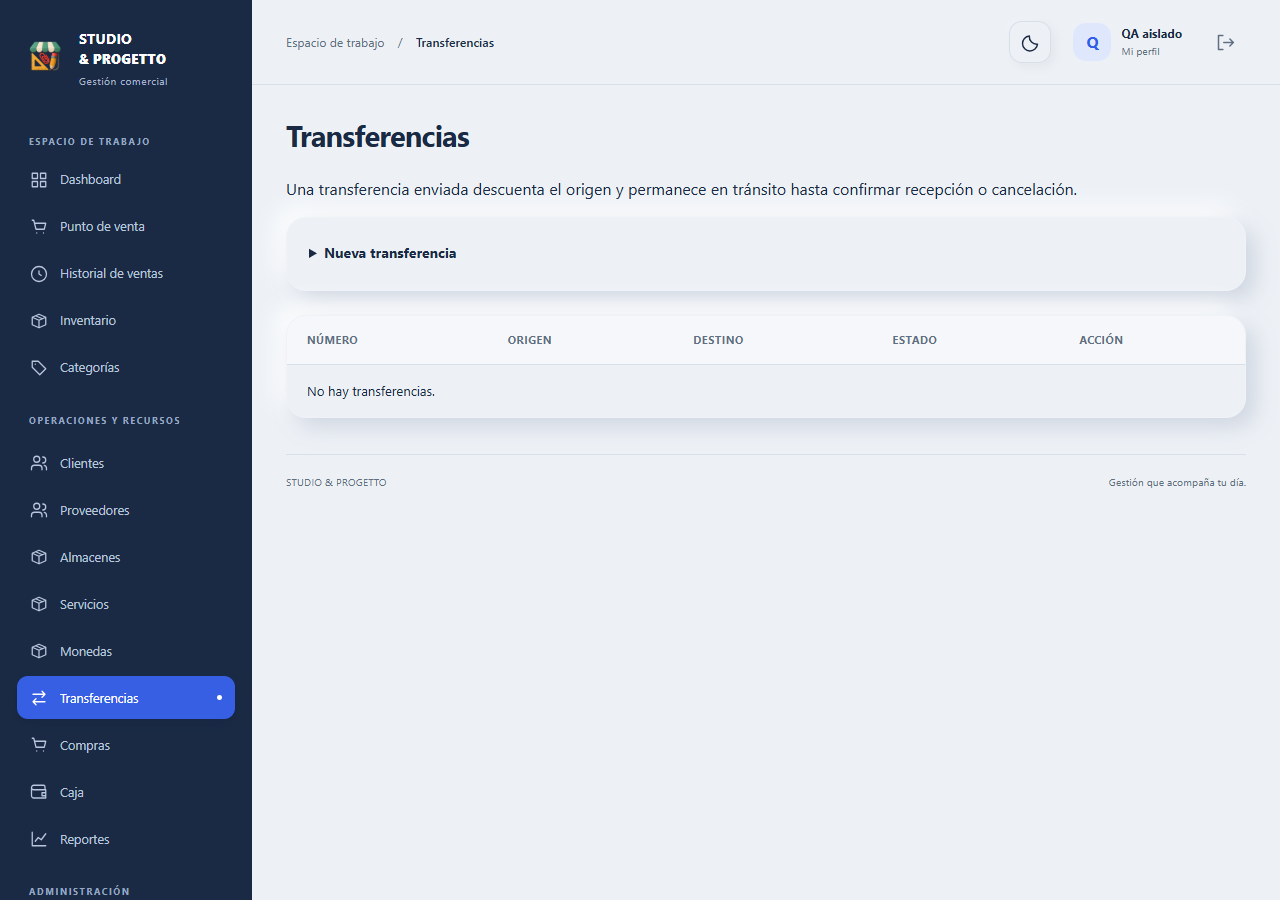 STUDIO
& PROGETTO
Gestión comercial
ESPACIO DE TRABAJO
Dashboard
Punto de venta
Historial de ventas
Inventario
Categorías
OPERACIONES Y RECURSOS
Clientes
Proveedores
Almacenes
Servicios
Monedas
Transferencias
Compras
Caja
Reportes
ADMINISTRACIÓN
Espacio de trabajo / Transferencias
Q
QA aislado
Mi perfil
Transferencias
Una transferencia enviada descuenta el origen y permanece en tránsito hasta confirmar recepción o cancelación.
Nueva transferencia
NÚMERO ORIGEN DESTINO ESTADO ACCIÓN
No hay transferencias.
STUDIO & PROGETTO
Gestión que acompaña tu día.